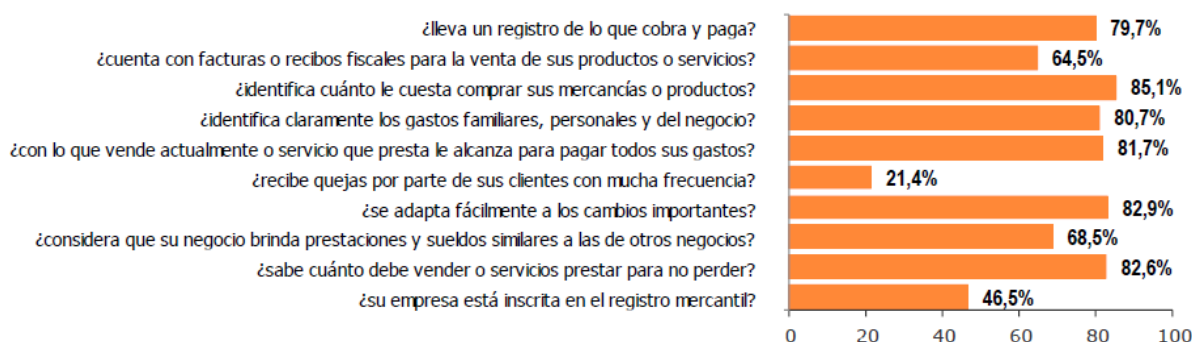 ¿lleva un registro de lo que cobra y paga? 79,7%
¿cuenta con facturas o recibos fiscales para la venta de sus productos o servicios? 64,5%
¿identifica cuánto le cuesta comprar sus mercancías o productos? 85,1%
¿identifica claramente los gastos familiares, personales y del negocio? 80,7%
¿con lo que vende actualmente o servicio que presta le alcanza para pagar todos sus gastos? 81,7%
¿recibe quejas por parte de sus clientes con mucha frecuencia? 21,4%
¿se adapta fácilmente a los cambios importantes? 82,9%
¿considera que su negocio brinda prestaciones y sueldos similares a las de otros negocios? 68,5%
¿sabe cuánto debe vender o servicios prestar para no perder? 82,6%
¿su empresa está inscrita en el registro mercantil? 46,5%
0 20 40 60 80 100